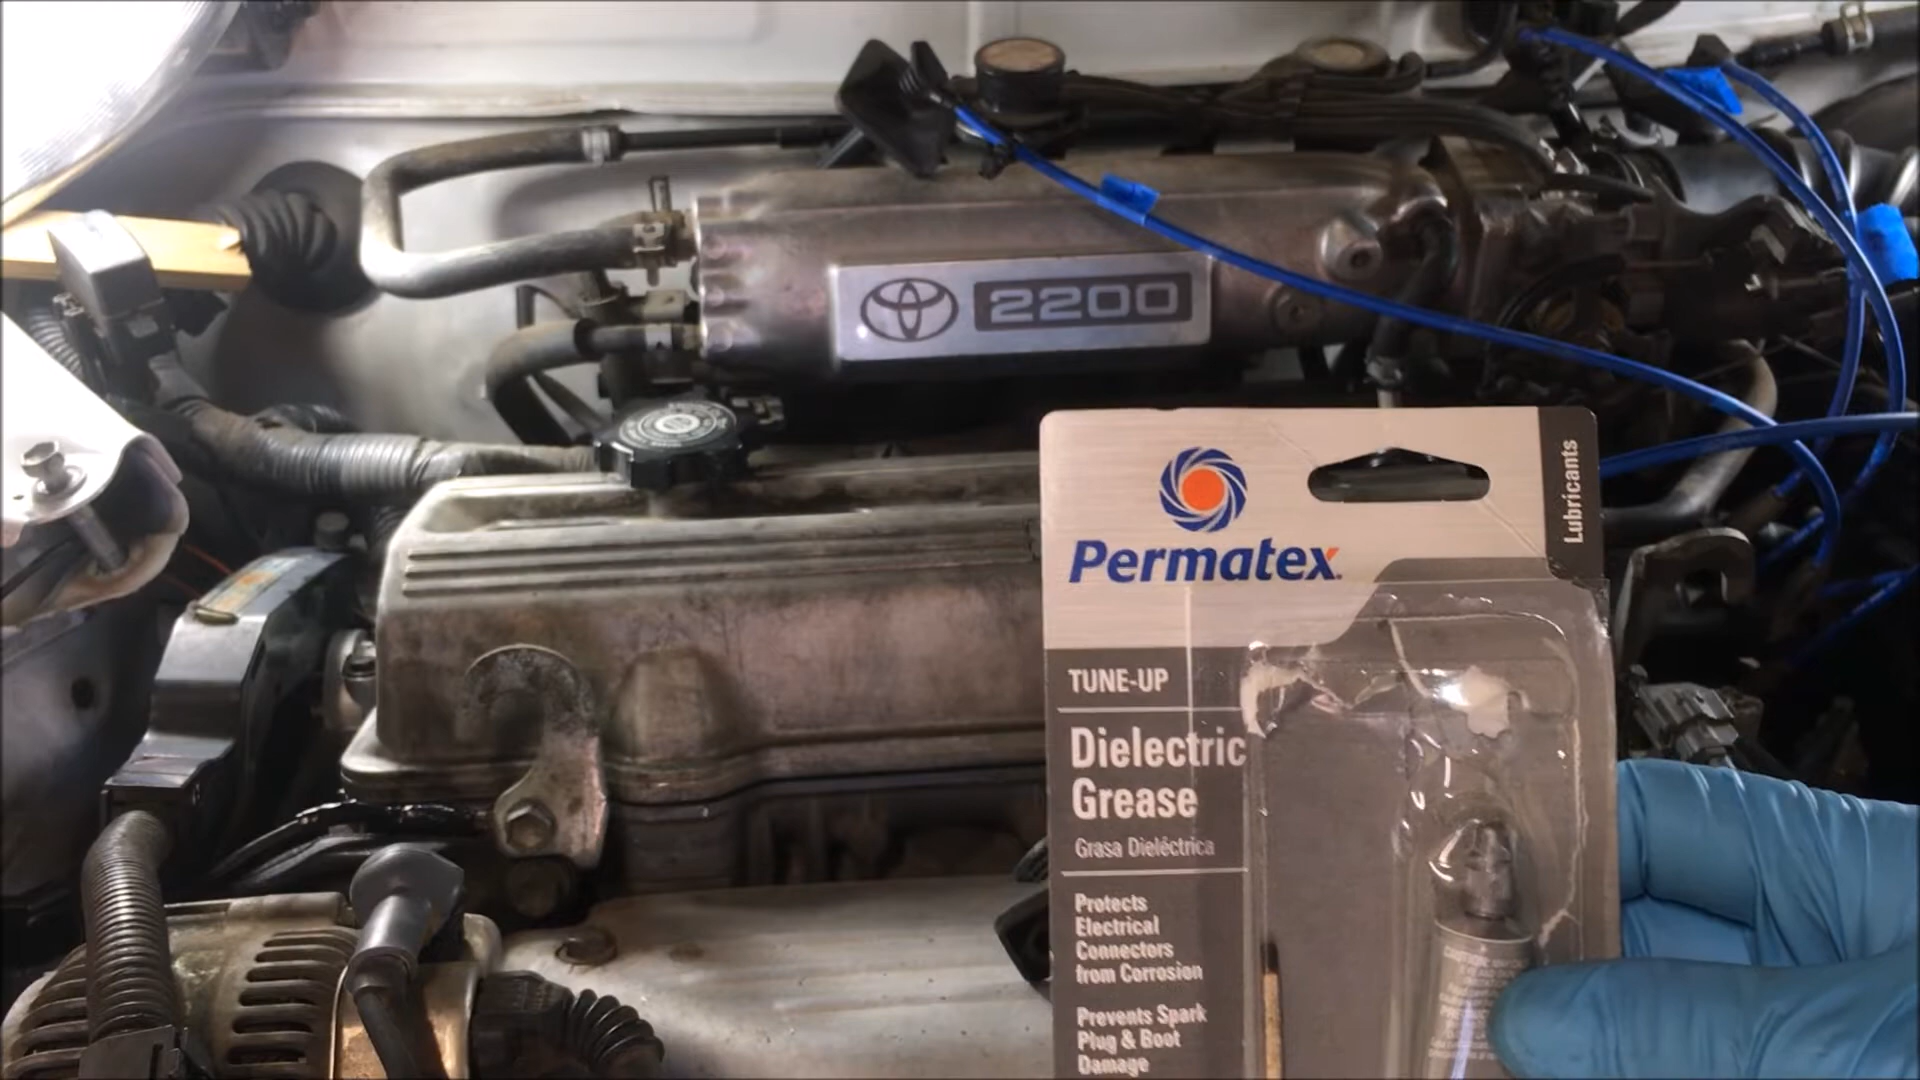 2200
Lubricants
Permatex
TUNE-UP
Dielectric
Grease
Grasa Dieléctrica
Protects
Electrical
Connectors
from Corrosion
Prevents Spark
Plug & Boot
Damage